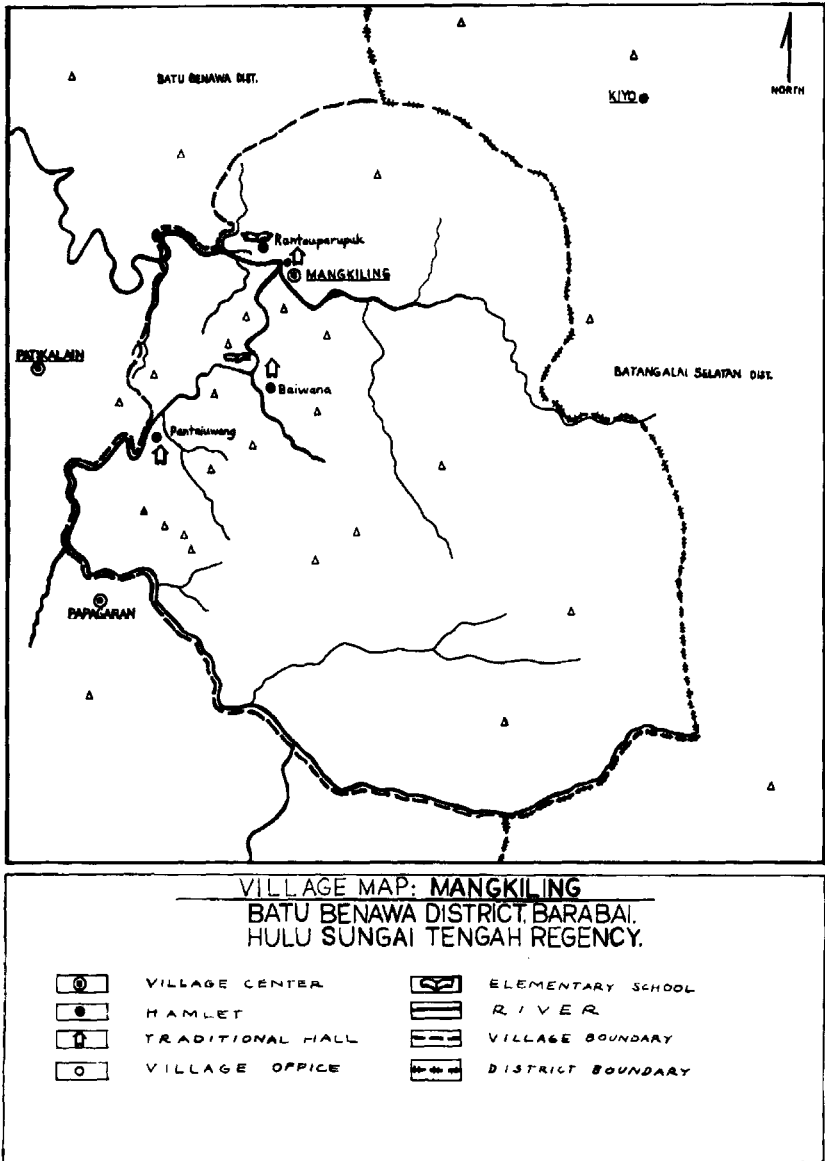 BATU BENAWA DIST.
KIYO
NORTH
Rantauparupuk
MANGKILING
PATIKALAIN
BATANGALAI SELATAN DIST.
Baiwana
Pantaiuwang
PAPAGARAN
VILLAGE MAP: MANGKILING
BATU BENAWA DISTRICT, BARABAI.
HULU SUNGAI TENGAH REGENCY.
VILLAGE CENTER
HAMLET
TRADITIONAL HALL
VILLAGE OFFICE
ELEMENTARY SCHOOL
RIVER
VILLAGE BOUNDARY
DISTRICT BOUNDARY